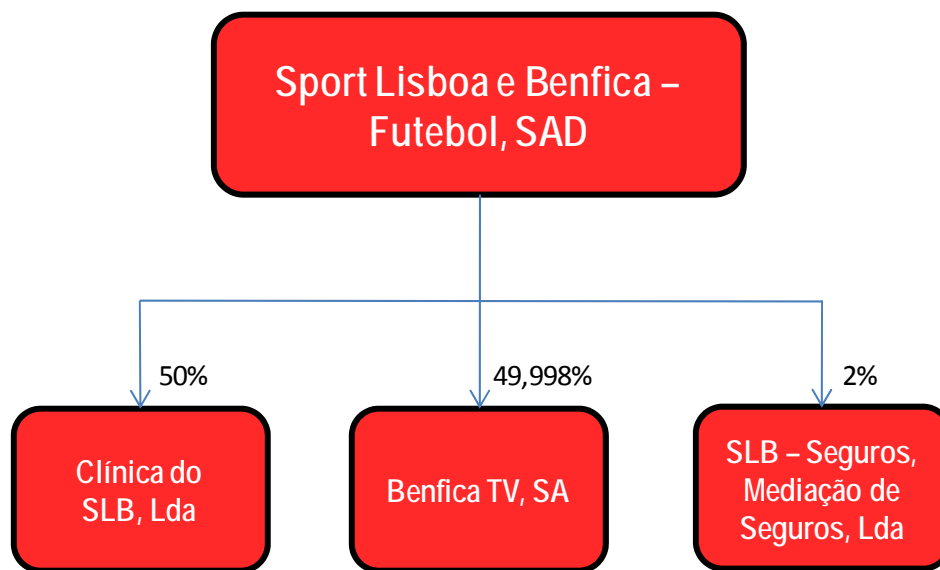 Sport Lisboa e Benfica –
Futebol, SAD
50%
49,998%
2%
Clínica do
SLB, Lda
Benfica TV, SA
SLB – Seguros,
Mediação de
Seguros, Lda